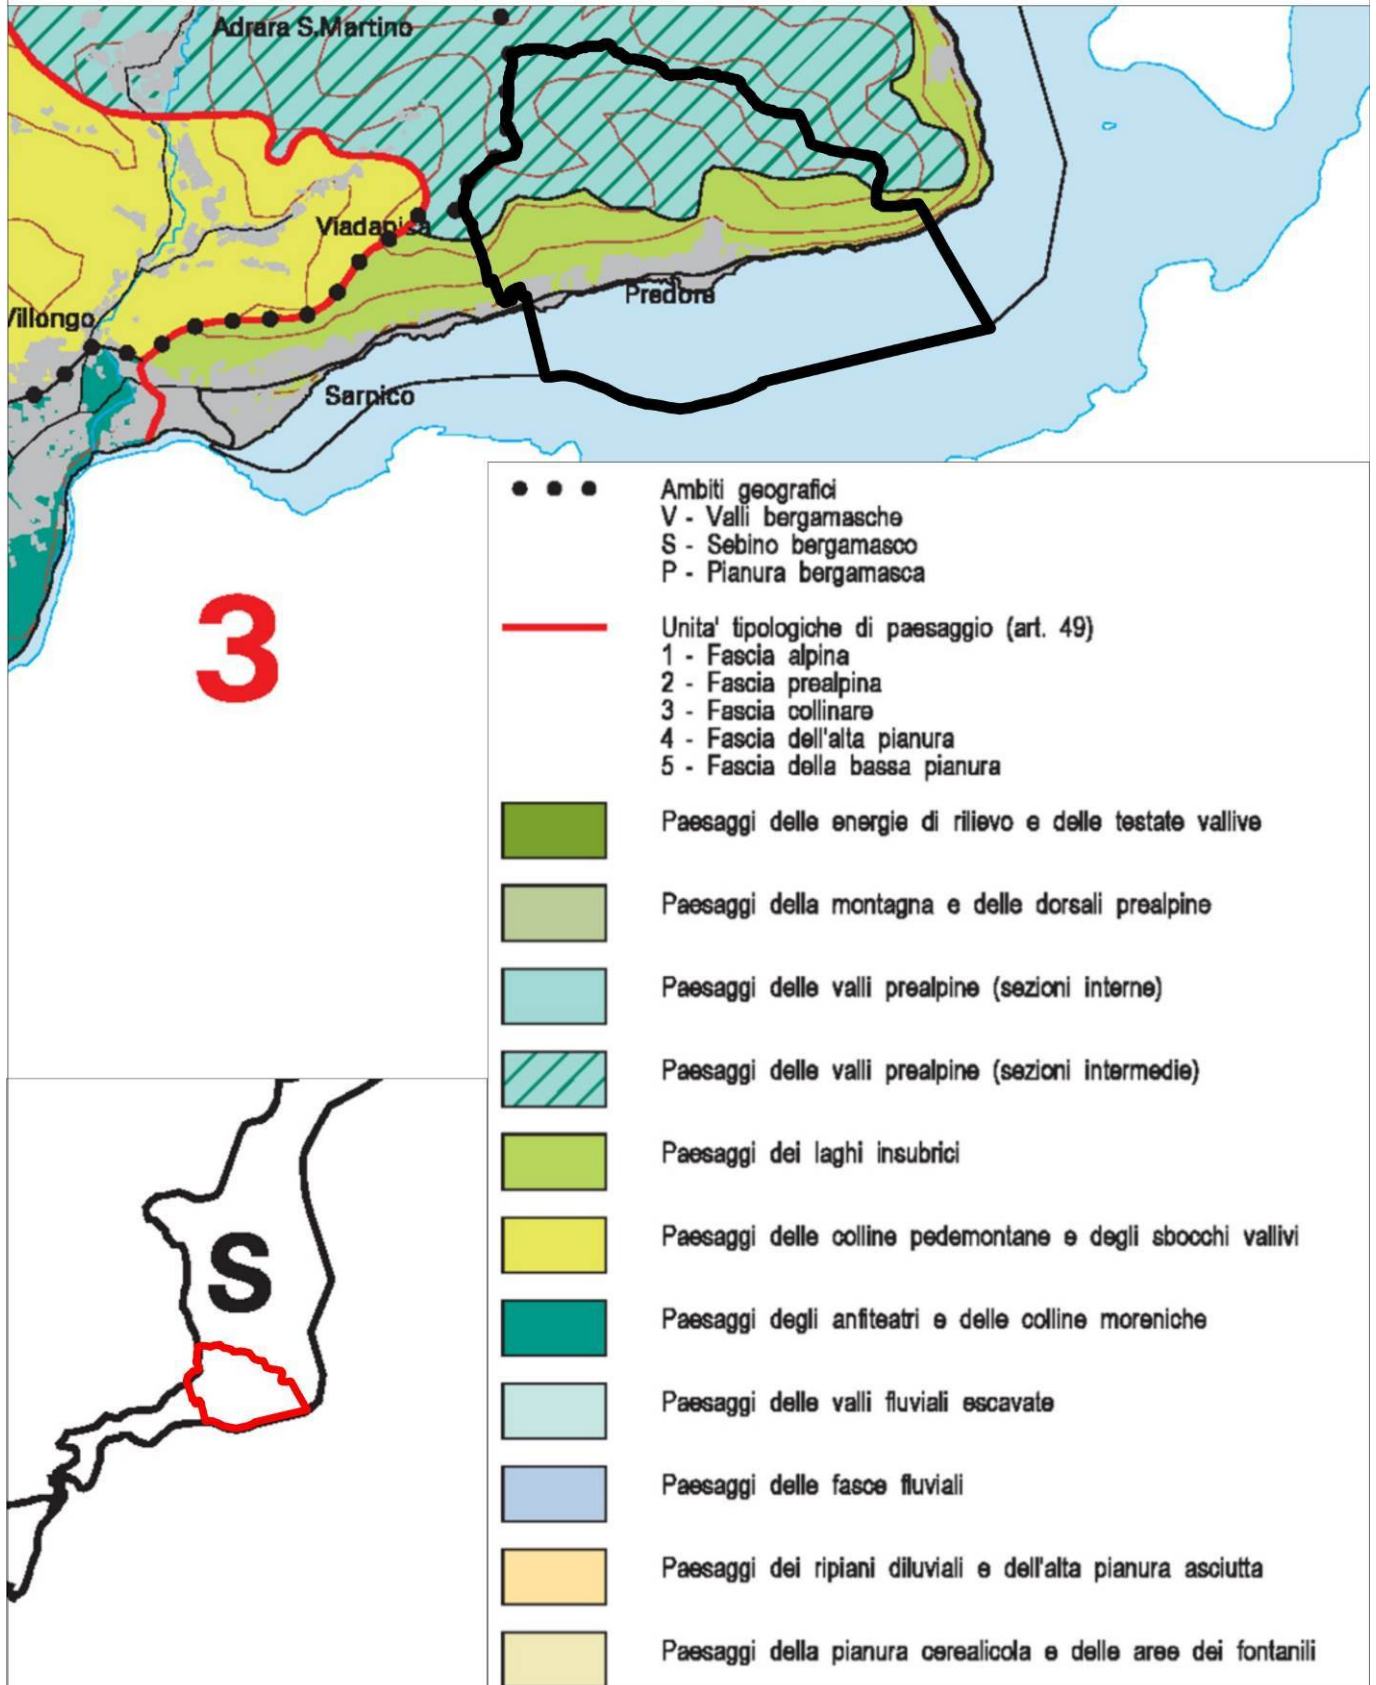 Adrara S.Martino
Viadanica
Villongo
Predore
Sarnico
Ambiti geografici
V - Valli bergamasche
S - Sebino bergamasco
P - Pianura bergamasca
3
Unita' tipologiche di paesaggio (art. 49)
1 - Fascia alpina
2 - Fascia prealpina
3 - Fascia collinare
4 - Fascia dell'alta pianura
5 - Fascia della bassa pianura
Paesaggi delle energie di rilievo e delle testate vallive
Paesaggi della montagna e delle dorsali prealpine
Paesaggi delle valli prealpine (sezioni interne)
Paesaggi delle valli prealpine (sezioni intermedie)
Paesaggi dei laghi insubrici
Paesaggi delle colline pedemontane e degli sbocchi vallivi
Paesaggi degli anfiteatri e delle colline moreniche
Paesaggi delle valli fluviali escavate
Paesaggi delle fasce fluviali
Paesaggi dei ripiani diluviali e dell'alta pianura asciutta
Paesaggi della pianura cerealicola e delle aree dei fontanili
S